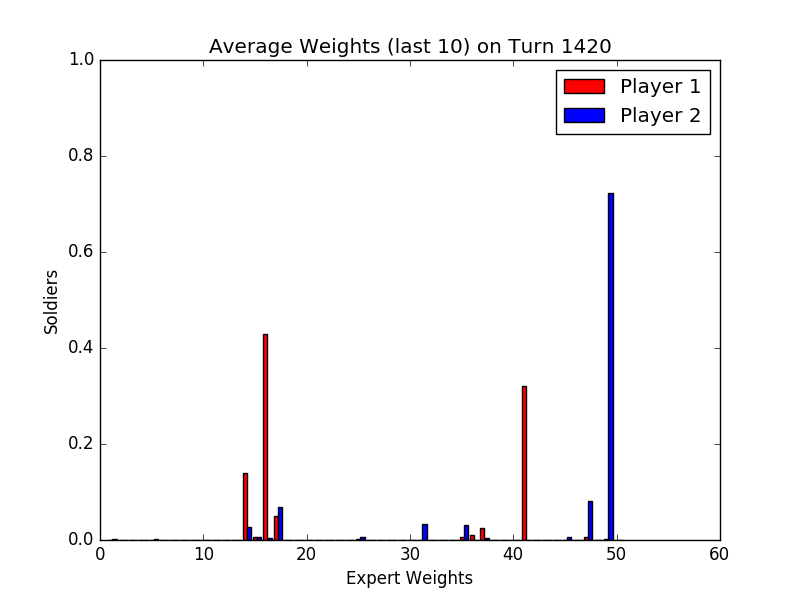 Average Weights (last 10) on Turn 1420
1.0
0.8
0.6
0.4
0.2
0.0
Soldiers
0 10 20 30 40 50 60
Expert Weights
Player 1
Player 2